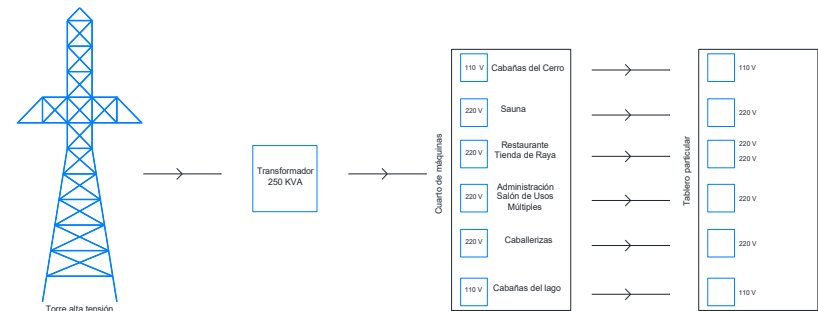 Torre alta tensión
Transformador
250 KVA
Cuarto de máquinas
110 V Cabañas del Cerro
220 V Sauna
220 V Restaurante
Tienda de Raya
220 V Administración
Salón de Usos
Múltiples
220 V Caballerizas
110 V Cabañas del lago
Tablero particular
110 V
220 V
220 V
220 V
220 V
220 V
110 V